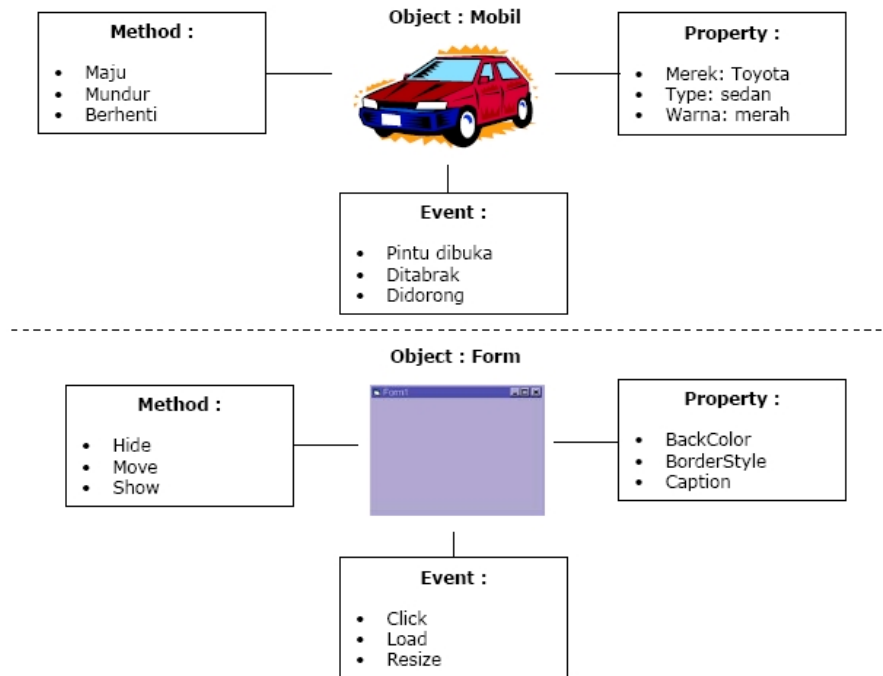 Object : Mobil
Method :
• Maju
• Mundur
• Berhenti
Property :
• Merek: Toyota
• Type: sedan
• Warna: merah
Event :
• Pintu dibuka
• Ditabrak
• Didorong
Object : Form
Method :
• Hide
• Move
• Show
Form1
Property :
• BackColor
• BorderStyle
• Caption
Event :
• Click
• Load
• Resize